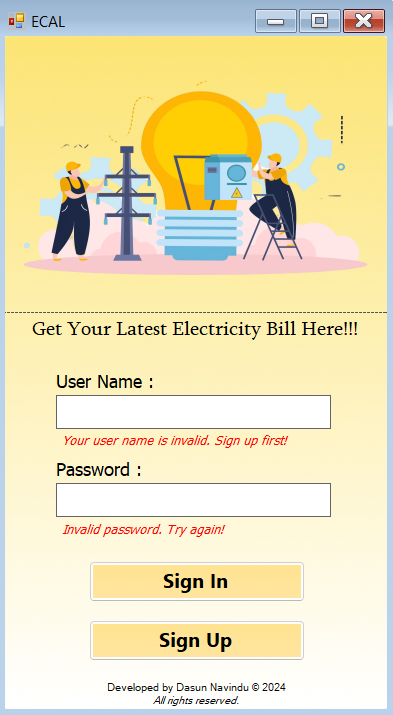 ECAL
Get Your Latest Electricity Bill Here!!!
User Name :
Your user name is invalid. Sign up first!
Password :
Invalid password. Try again!
Sign In
Sign Up
Developed by Dasun Navindu © 2024
All rights reserved.